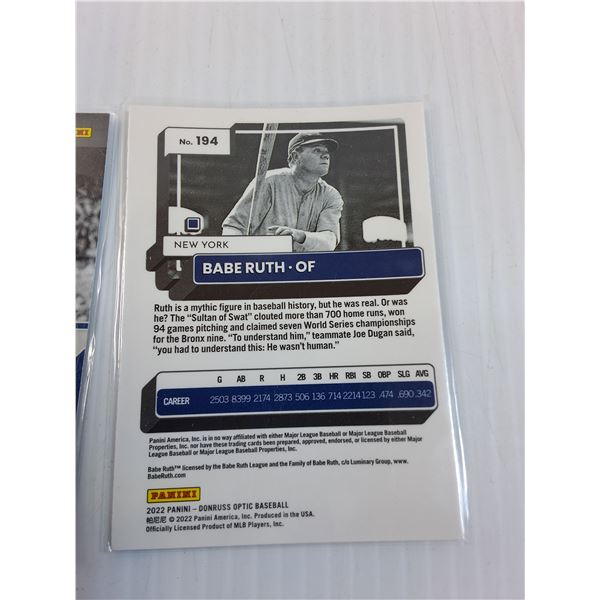 PANINI
No. 194
NEW YORK
BABE RUTH · OF
Ruth is a mythic figure in baseball history, but he was real. Or was
he? The “Sultan of Swat” clouted more than 700 home runs, won
94 games pitching and claimed seven World Series championships
for the Bronx nine. “To understand him,” teammate Joe Dugan said,
“you had to understand this: He wasn’t human.”
G AB R H 2B 3B HR RBI SB OBP SLG AVG
CAREER 2503 8399 2174 2873 506 136 714 2214 123 .474 .690 .342
Panini America, Inc. is in no way affiliated with either Major League Baseball or Major League Baseball
Properties, Inc. nor have these trading cards been prepared, approved, endorsed, or licensed by either Major
League Baseball or Major League Baseball Properties, Inc.
Babe Ruth™ licensed by the Babe Ruth League and the Family of Babe Ruth, c/o Luminary Group, www.
BabeRuth.com
PANINI
2022 PANINI – DONRUSS OPTIC BASEBALL
帕尼尼 © 2022 Panini America, Inc. Produced in the USA.
Officially Licensed Product of MLB Players, Inc.